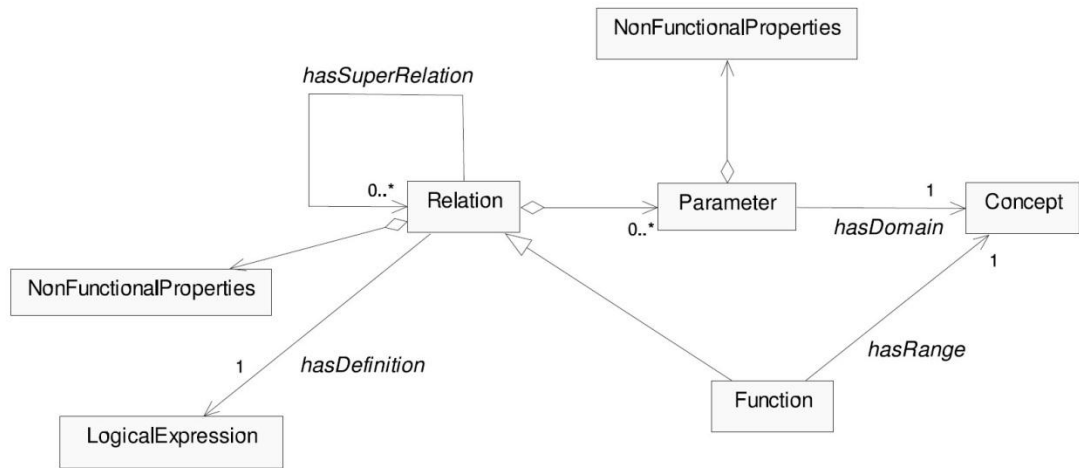 NonFunctionalProperties
hasSuperRelation
0..*
Relation
Parameter
1
Concept
0..*
hasDomain
1
NonFunctionalProperties
hasRange
1
hasDefinition
Function
LogicalExpression